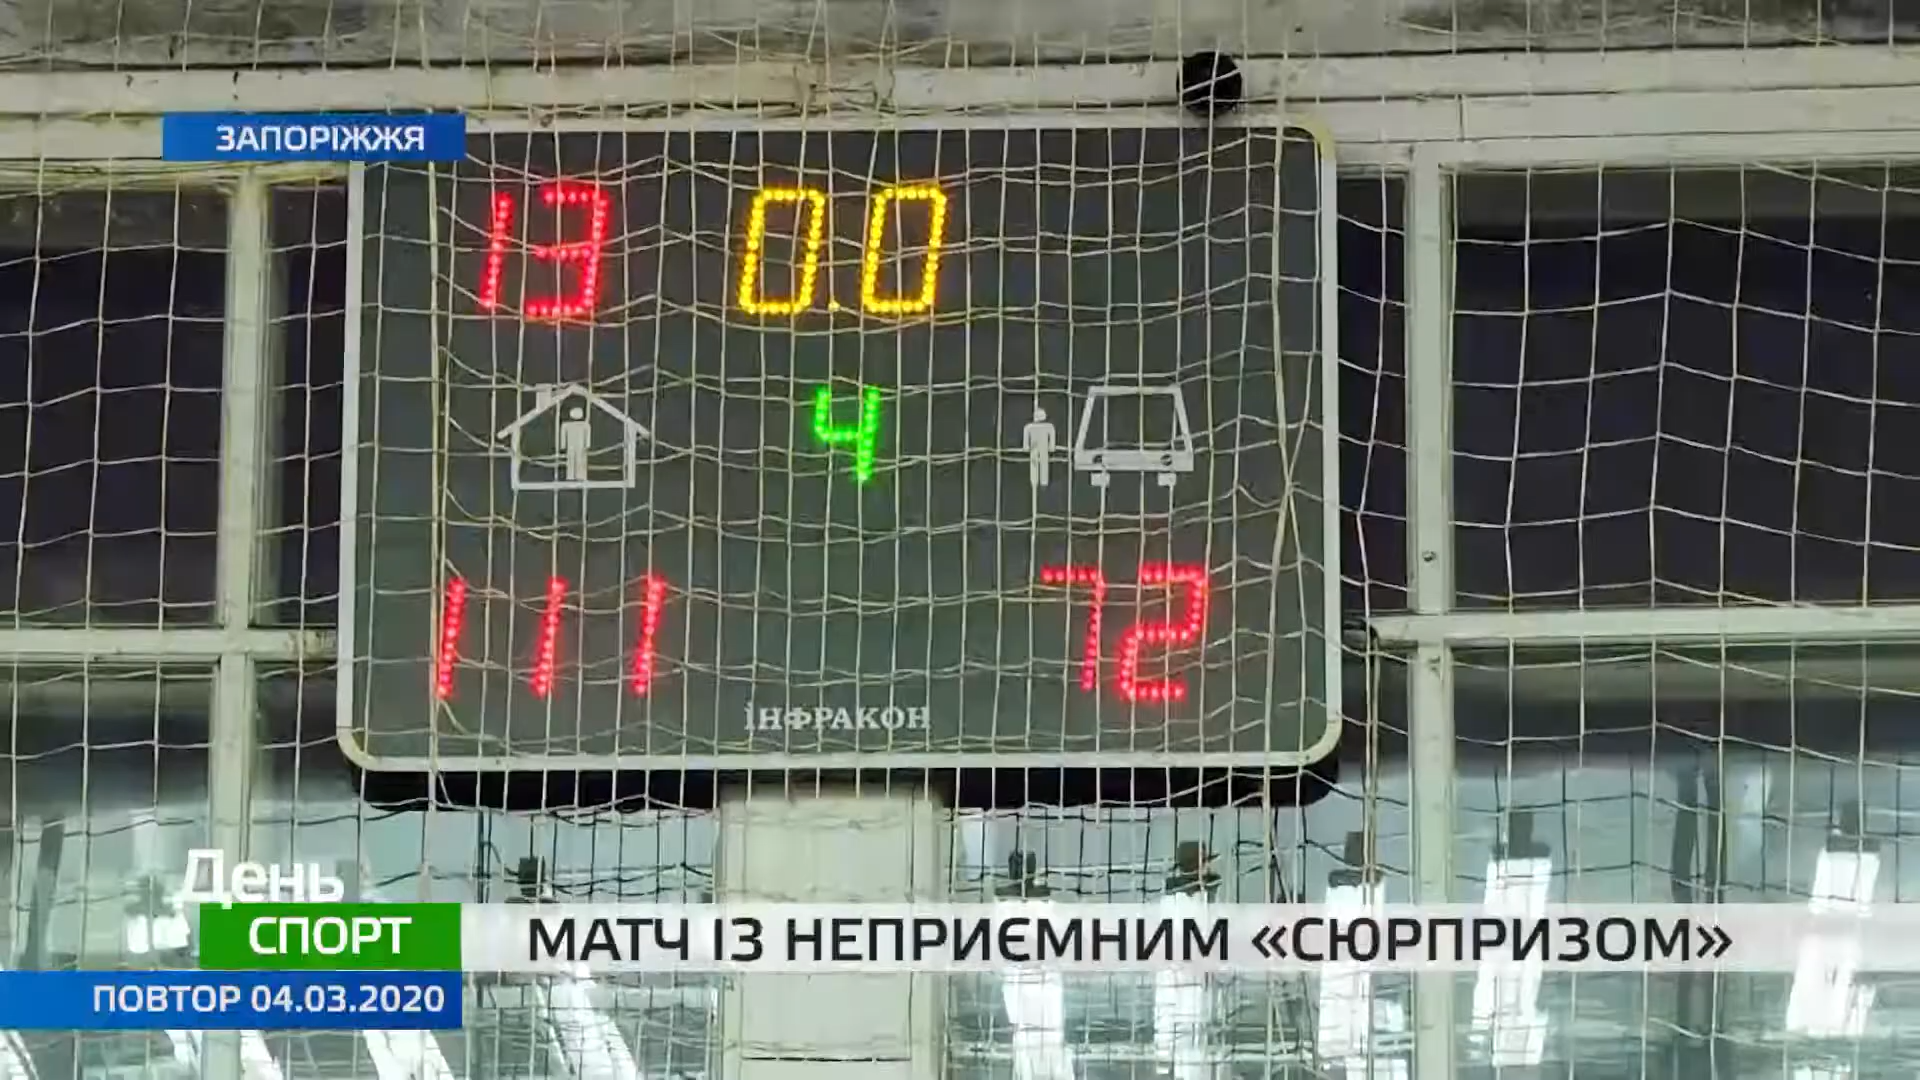 ЗАПОРІЖЖЯ
13 0.0
4
111 72
ІНФРАКОН
День
СПОРТ
МАТЧ ІЗ НЕПРИЄМНИМ «СЮРПРИЗОМ»
ПОВТОР 04.03.2020